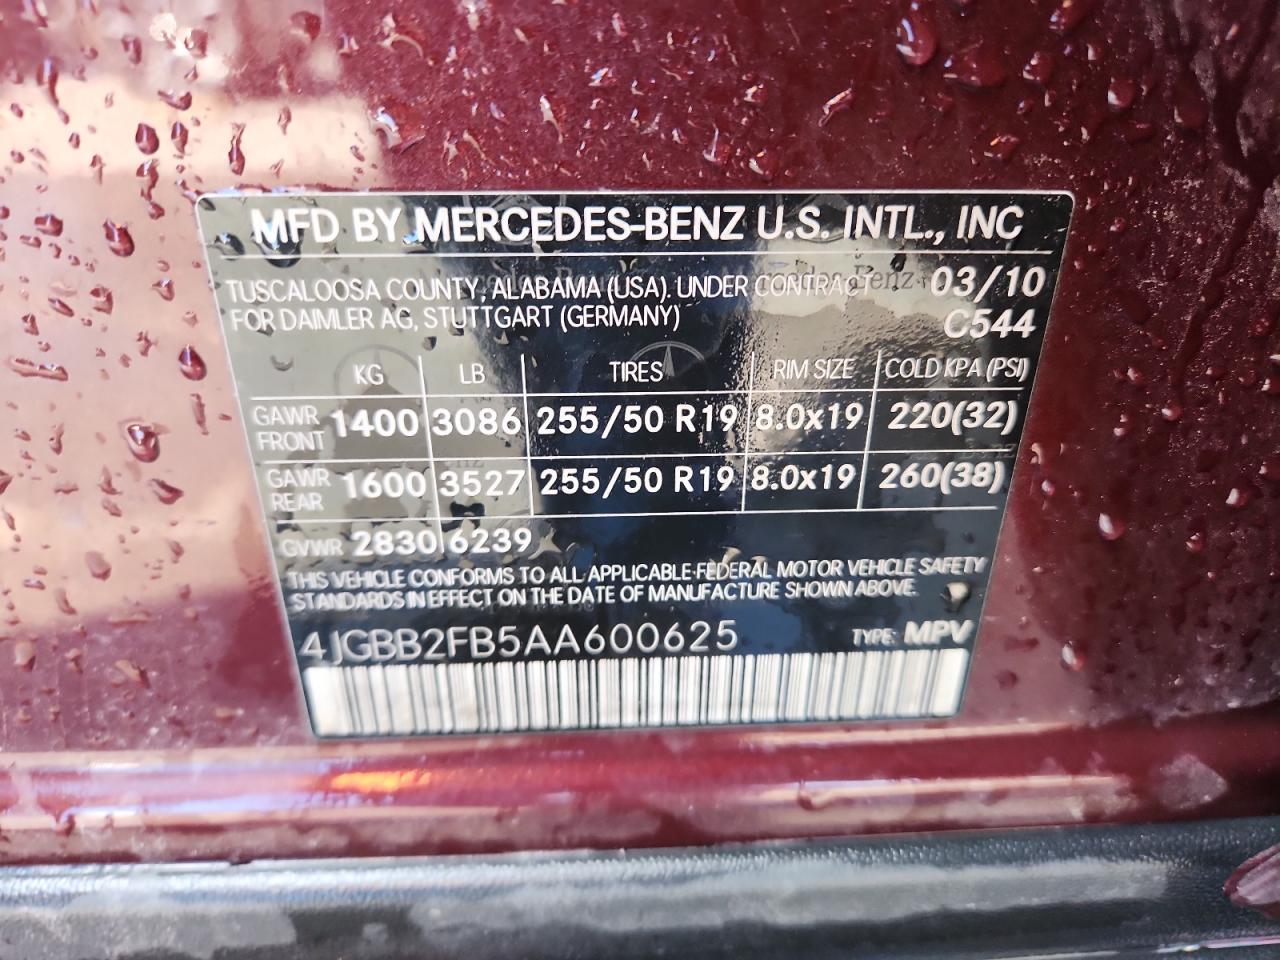 MFD BY MERCEDES-BENZ U.S. INTL., INC
TUSCALOOSA COUNTY, ALABAMA (USA). UNDER CONTRACT 03/10
FOR DAIMLER AG, STUTTGART (GERMANY) C544
KG LB TIRES RIM SIZE COLD KPA (PSI)
GAWR FRONT 1400 3086 255/50 R19 8.0x19 220(32)
GAWR REAR 1600 3527 255/50 R19 8.0x19 260(38)
GVWR 2830 6239
THIS VEHICLE CONFORMS TO ALL APPLICABLE FEDERAL MOTOR VEHICLE SAFETY
STANDARDS IN EFFECT ON THE DATE OF MANUFACTURE SHOWN ABOVE.
4JGBB2FB5AA600625 TYPE: MPV